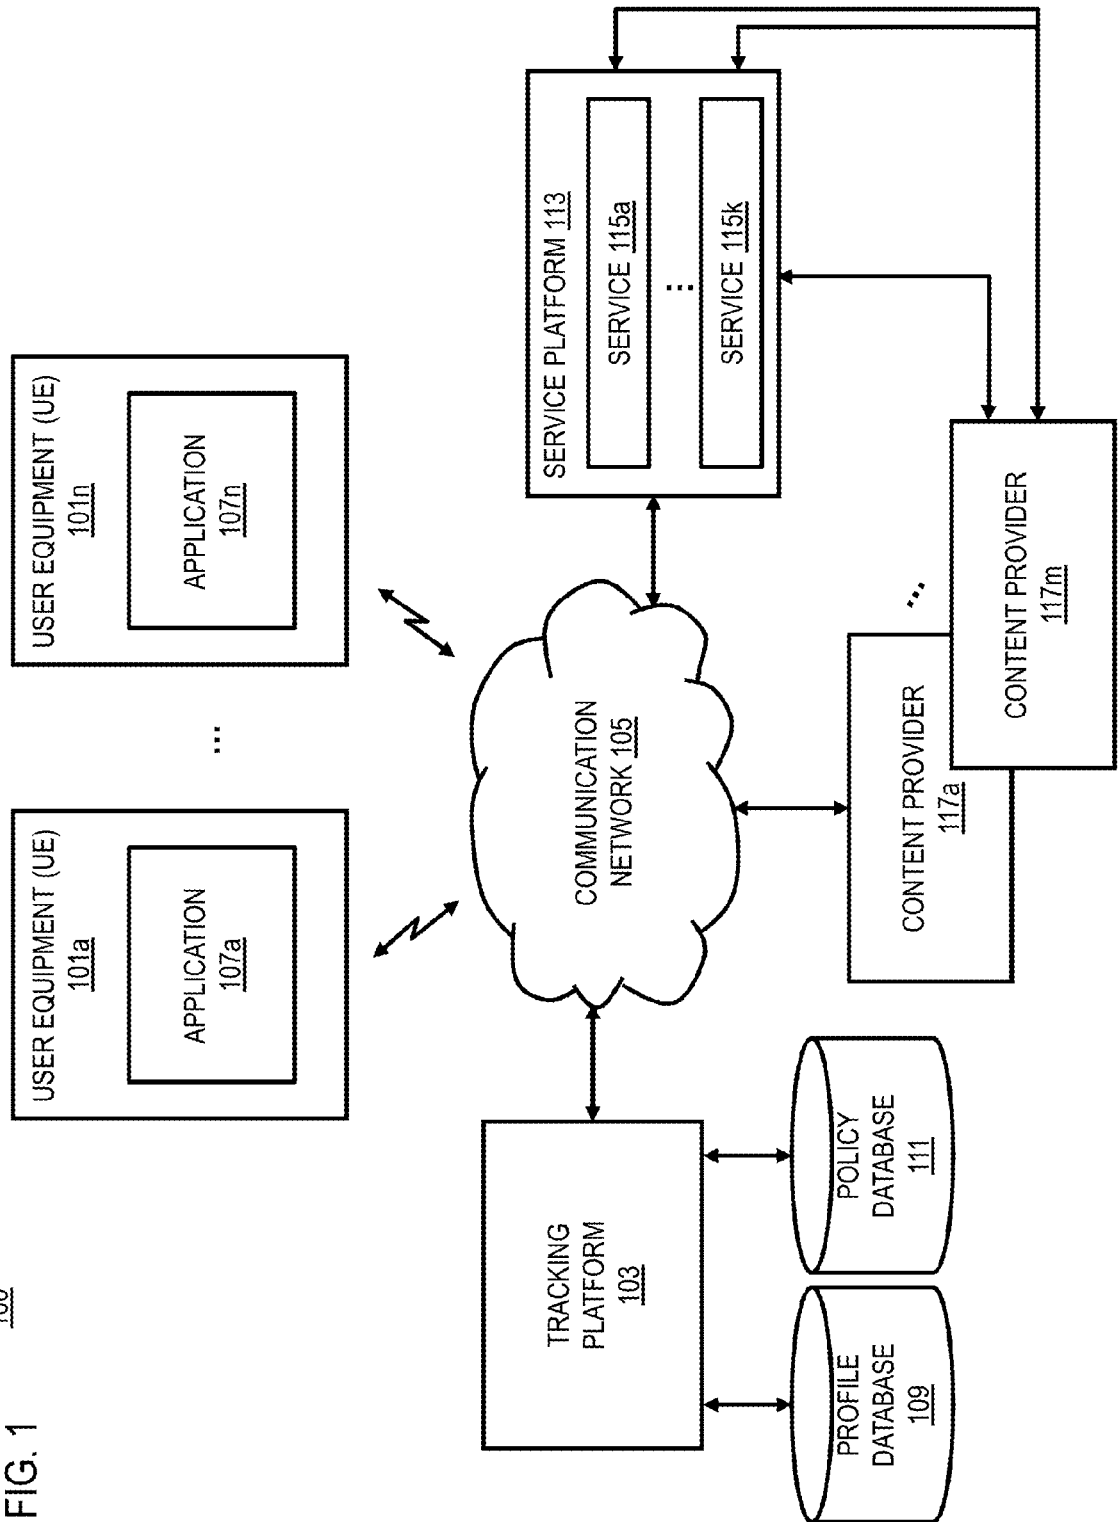 FIG. 1
USER EQUIPMENT (UE)
101a
APPLICATION
107a
...
USER EQUIPMENT (UE)
101n
APPLICATION
107n
COMMUNICATION
NETWORK 105
TRACKING
PLATFORM
103
PROFILE
DATABASE
109
POLICY
DATABASE
111
SERVICE PLATFORM 113
SERVICE 115a
...
SERVICE 115k
CONTENT PROVIDER
117a
...
CONTENT PROVIDER
117m